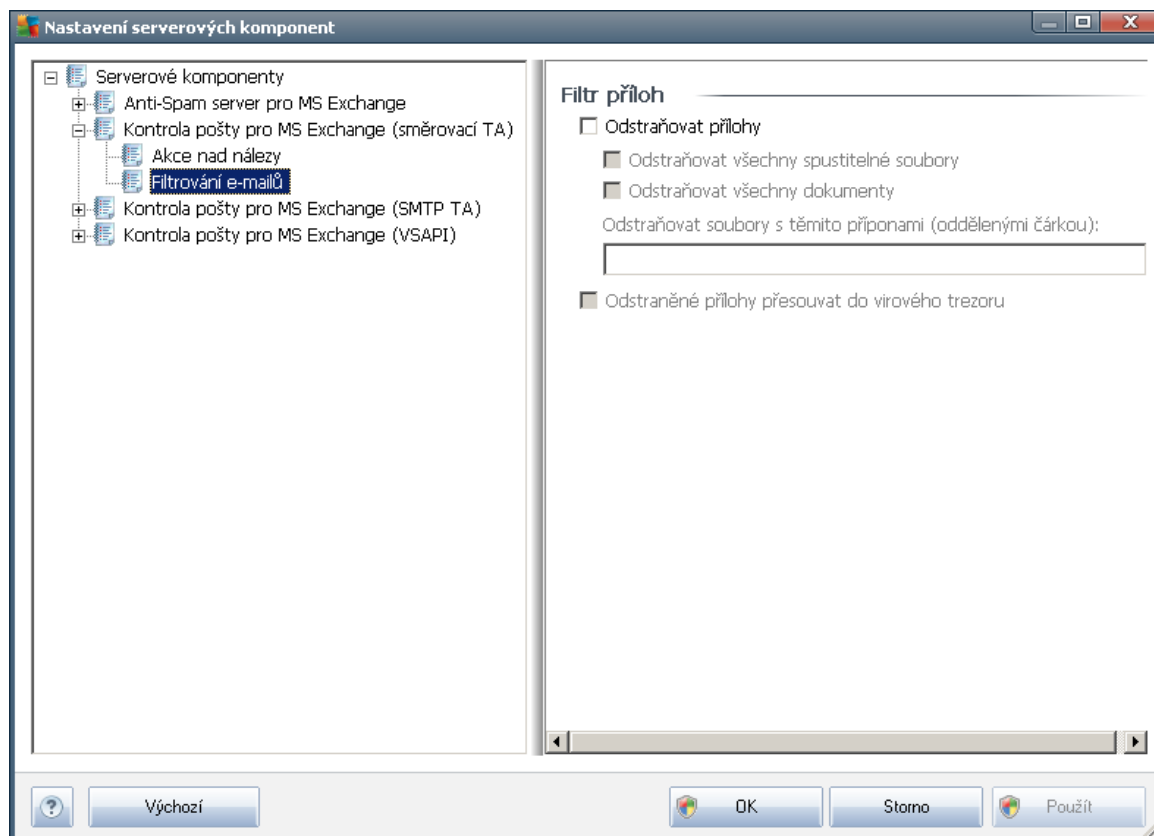 Nastavení serverových komponent
Serverové komponenty
Anti-Spam server pro MS Exchange
Kontrola pošty pro MS Exchange (směrovací TA)
Akce nad nálezy
Filtrování e-mailů
Kontrola pošty pro MS Exchange (SMTP TA)
Kontrola pošty pro MS Exchange (VSAPI)
Filtr příloh
Odstraňovat přílohy
Odstraňovat všechny spustitelné soubory
Odstraňovat všechny dokumenty
Odstraňovat soubory s těmito příponami (oddělenými čárkou):
Odstraněné přílohy přesouvat do virového trezoru
?
Výchozí
OK
Storno
Použít